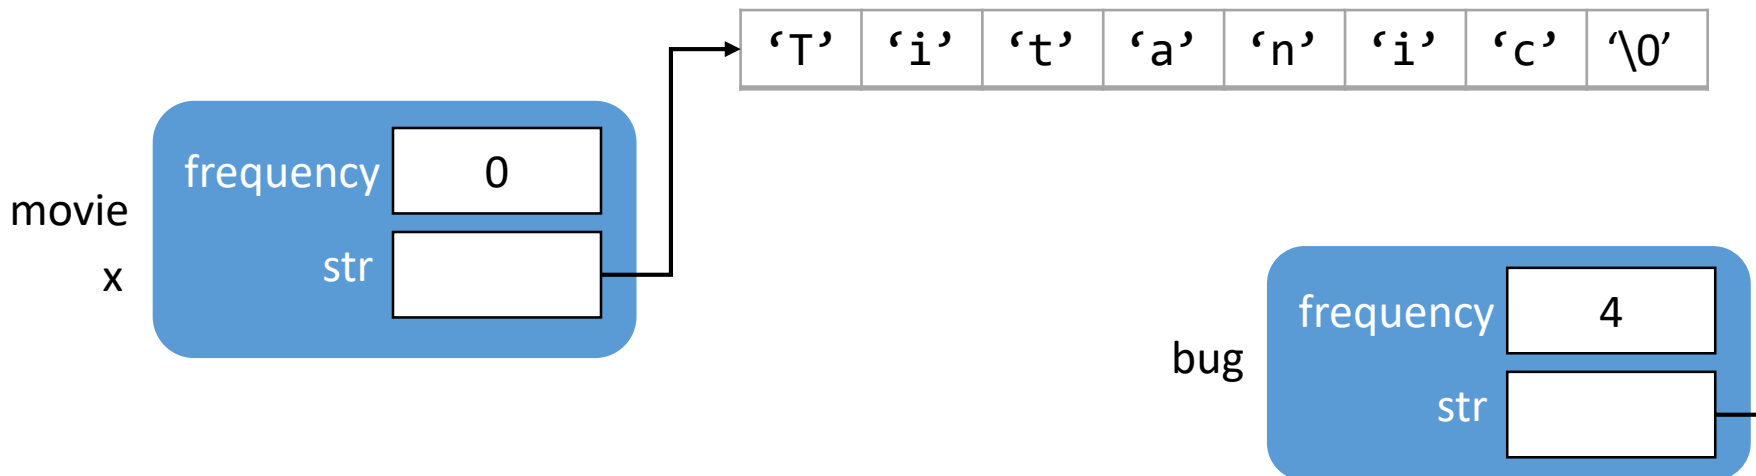 ‘T’ ‘i’ ‘t’ ‘a’ ‘n’ ‘i’ ‘c’ ‘\0’
frequency 0
movie
x
str
frequency 4
bug
str